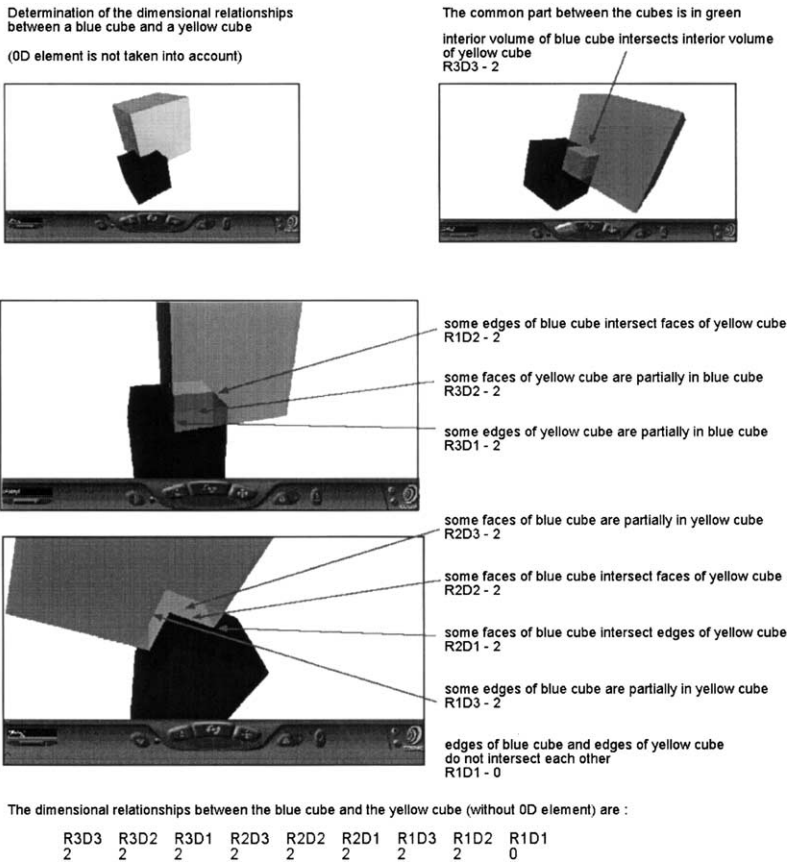 Determination of the dimensional relationships
between a blue cube and a yellow cube
(0D element is not taken into account)
The common part between the cubes is in green
interior volume of blue cube intersects interior volume
of yellow cube
R3D3 - 2
some edges of blue cube intersect faces of yellow cube
R1D2 - 2
some faces of yellow cube are partially in blue cube
R3D2 - 2
some edges of yellow cube are partially in blue cube
R3D1 - 2
some faces of blue cube are partially in yellow cube
R2D3 - 2
some faces of blue cube intersect faces of yellow cube
R2D2 - 2
some faces of blue cube intersect edges of yellow cube
R2D1 - 2
some edges of blue cube are partially in yellow cube
R1D3 - 2
edges of blue cube and edges of yellow cube
do not intersect each other
R1D1 - 0
The dimensional relationships between the blue cube and the yellow cube (without 0D element) are :
R3D3 R3D2 R3D1 R2D3 R2D2 R2D1 R1D3 R1D2 R1D1
2 2 2 2 2 2 2 2 0